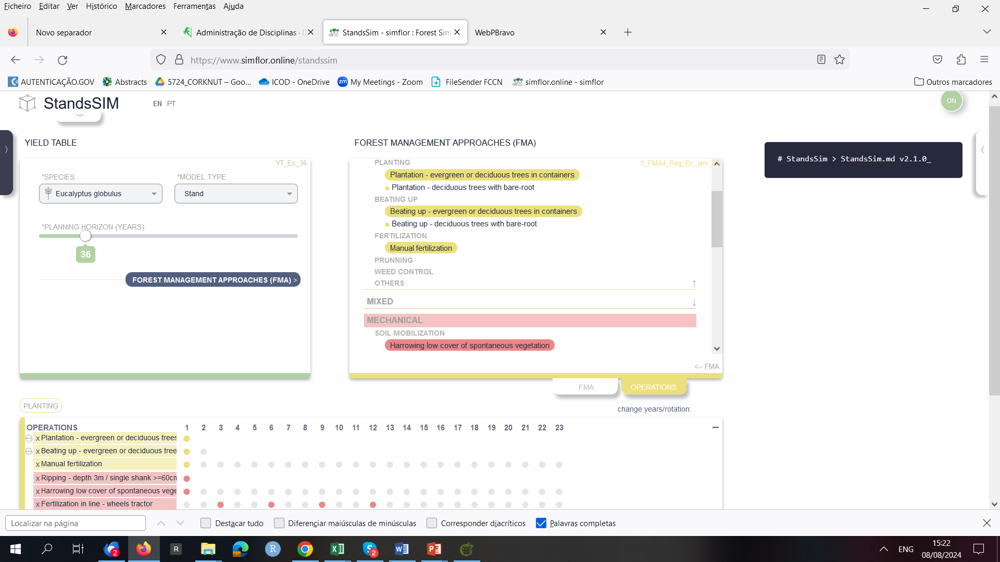 Ficheiro Editar Ver Histórico Marcadores Ferramentas Ajuda
Novo separador
Administração de Disciplinas ·
StandsSim - simflor : Forest Sim
WebPBravo
https://www.simflor.online/standssim
AUTENTICAÇÃO.GOV Abstracts 5724_CORKNUT – Goo... ICOD - OneDrive My Meetings - Zoom FileSender FCCN simflor.online - simflor Outros marcadores
StandsSIM
EN PT
ON
YIELD TABLE
YT_Ec_36
*SPECIES
*MODEL TYPE
Eucalyptus globulus
Stand
*PLANNING HORIZON (YEARS)
36
FOREST MANAGEMENT APPROACHES (FMA) >
FOREST MANAGEMENT APPROACHES (FMA)
PLANTING
Plantation - evergreen or deciduous trees in containers
Plantation - deciduous trees with bare-root
BEATING UP
Beating up - evergreen or deciduous trees in containers
Beating up - deciduous trees with bare-root
FERTILIZATION
Manual fertilization
PRUNNING
WEED CONTROL
OTHERS
MIXED
MECHANICAL
SOIL MOBILIZATION
Harrowing low cover of spontaneous vegetation
<-- FMA
FMA
OPERATIONS
# StandsSim > StandsSim.md v2.1.0_
PLANTING
change years/rotation:
OPERATIONS 1 2 3 4 5 6 7 8 9 10 11 12 13 14 15 16 17 18 19 20 21 22 23
x Plantation - evergreen or deciduous trees
x Beating up - evergreen or deciduous tree
x Manual fertilization
x Ripping - depth 3m / single shank >=60cm
x Harrowing low cover of spontaneous vege
x Fertilization in line - wheels tractor
Localizar na página
Destacar tudo
Diferenciar maiúsculas de minúsculas
Corresponder diacríticos
Palavras completas
2
R
R
2
ENG
15:22
08/08/2024